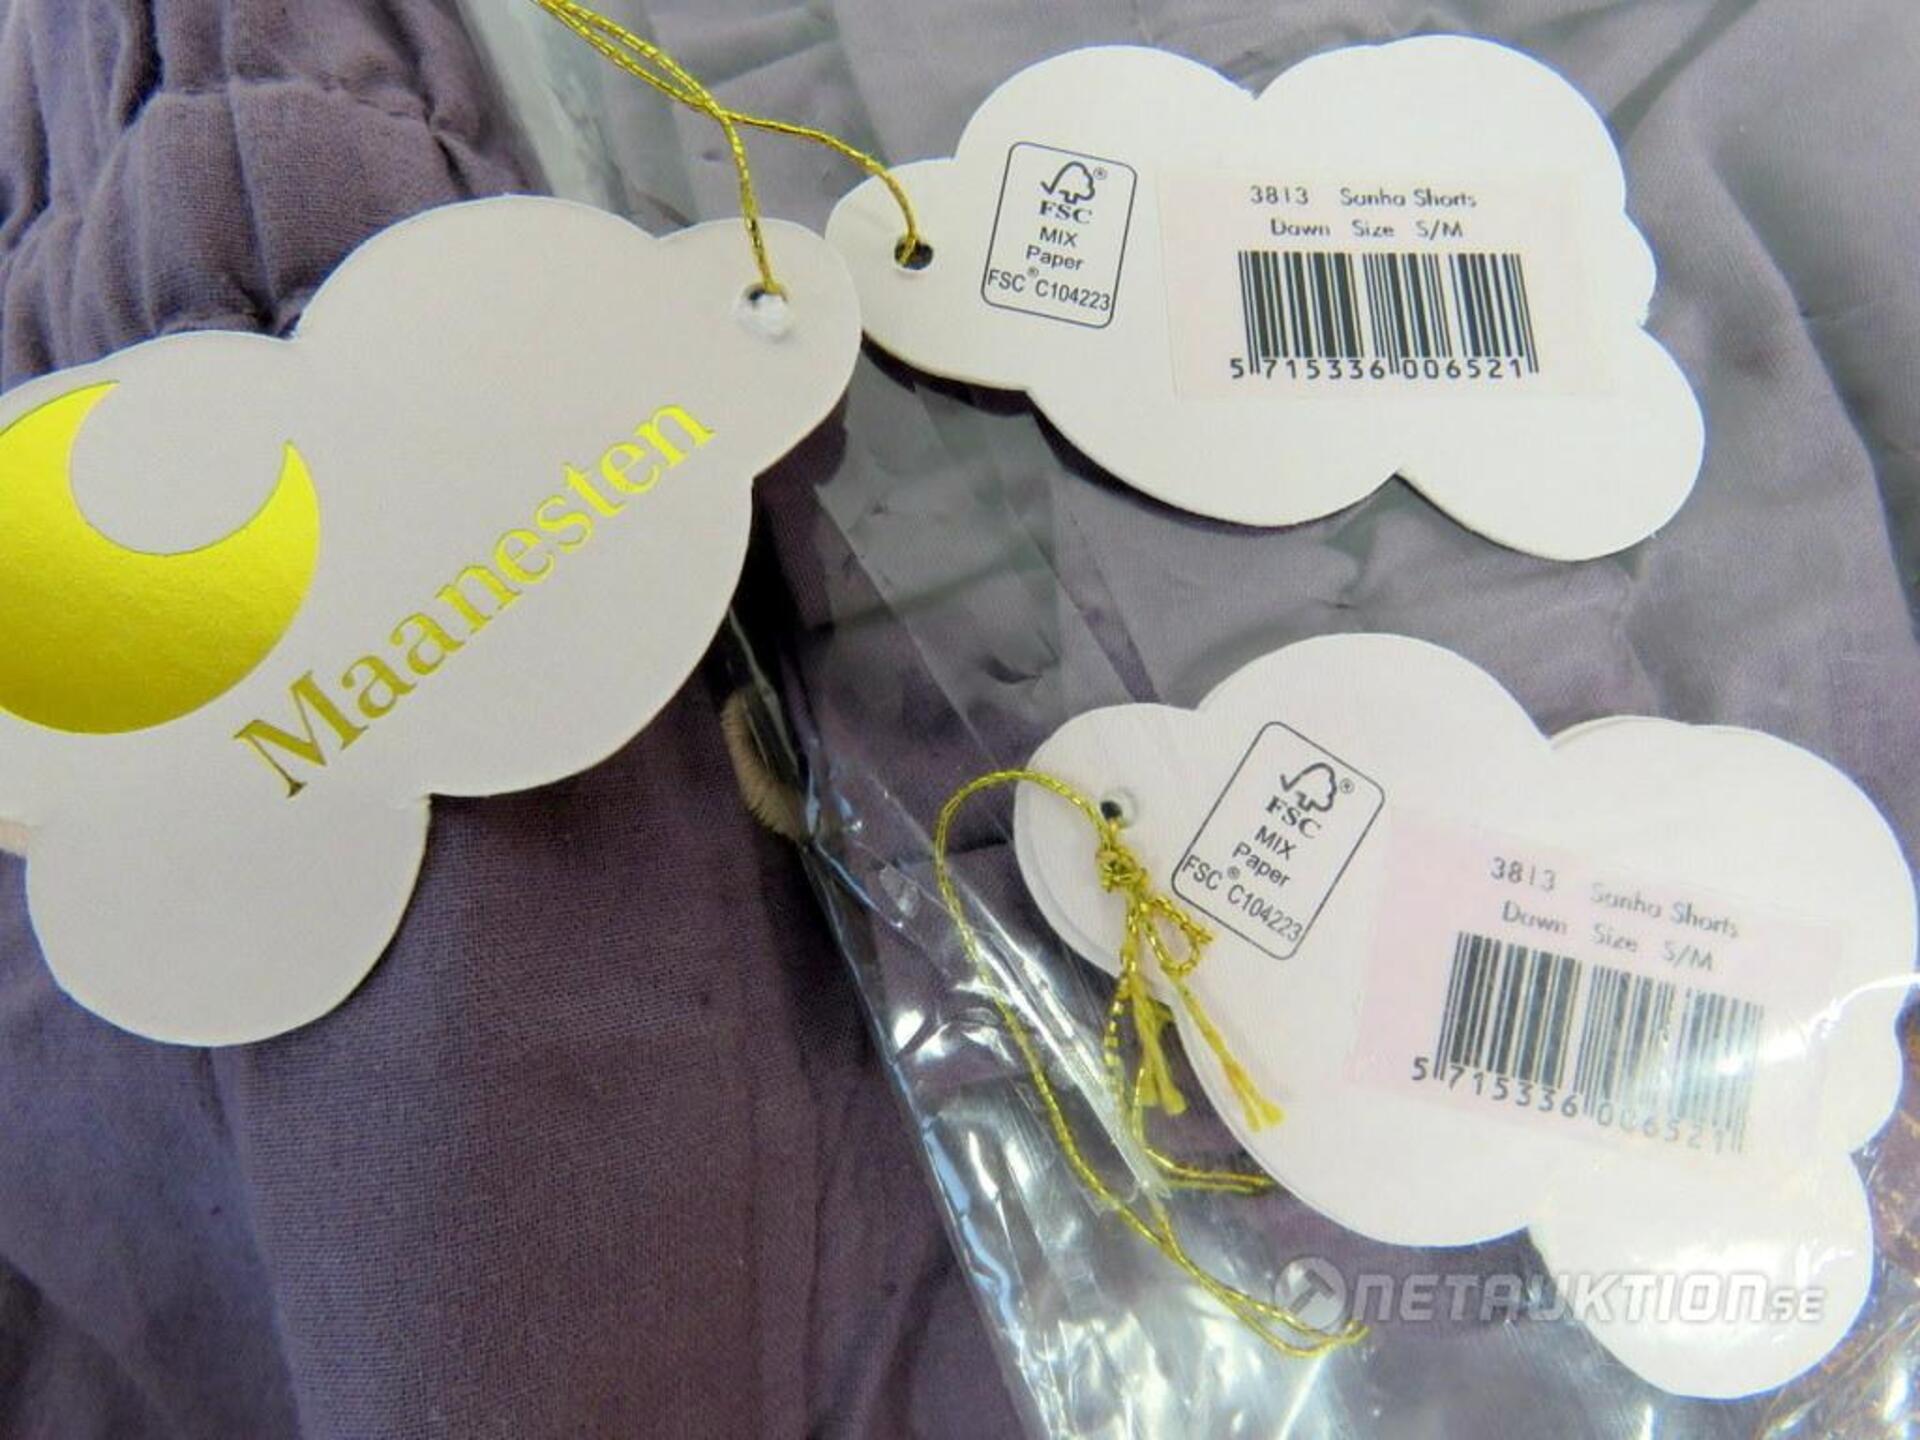 Maanesten
FSC®
MIX
Paper
FSC® C104223
3813 Sanha Shorts
Dawn Size S/M
5 715336 006521
FSC®
MIX
Paper
FSC® C104223
3813 Sanha Shorts
Dawn Size S/M
5 715336 006521
NETAUKTION.SE